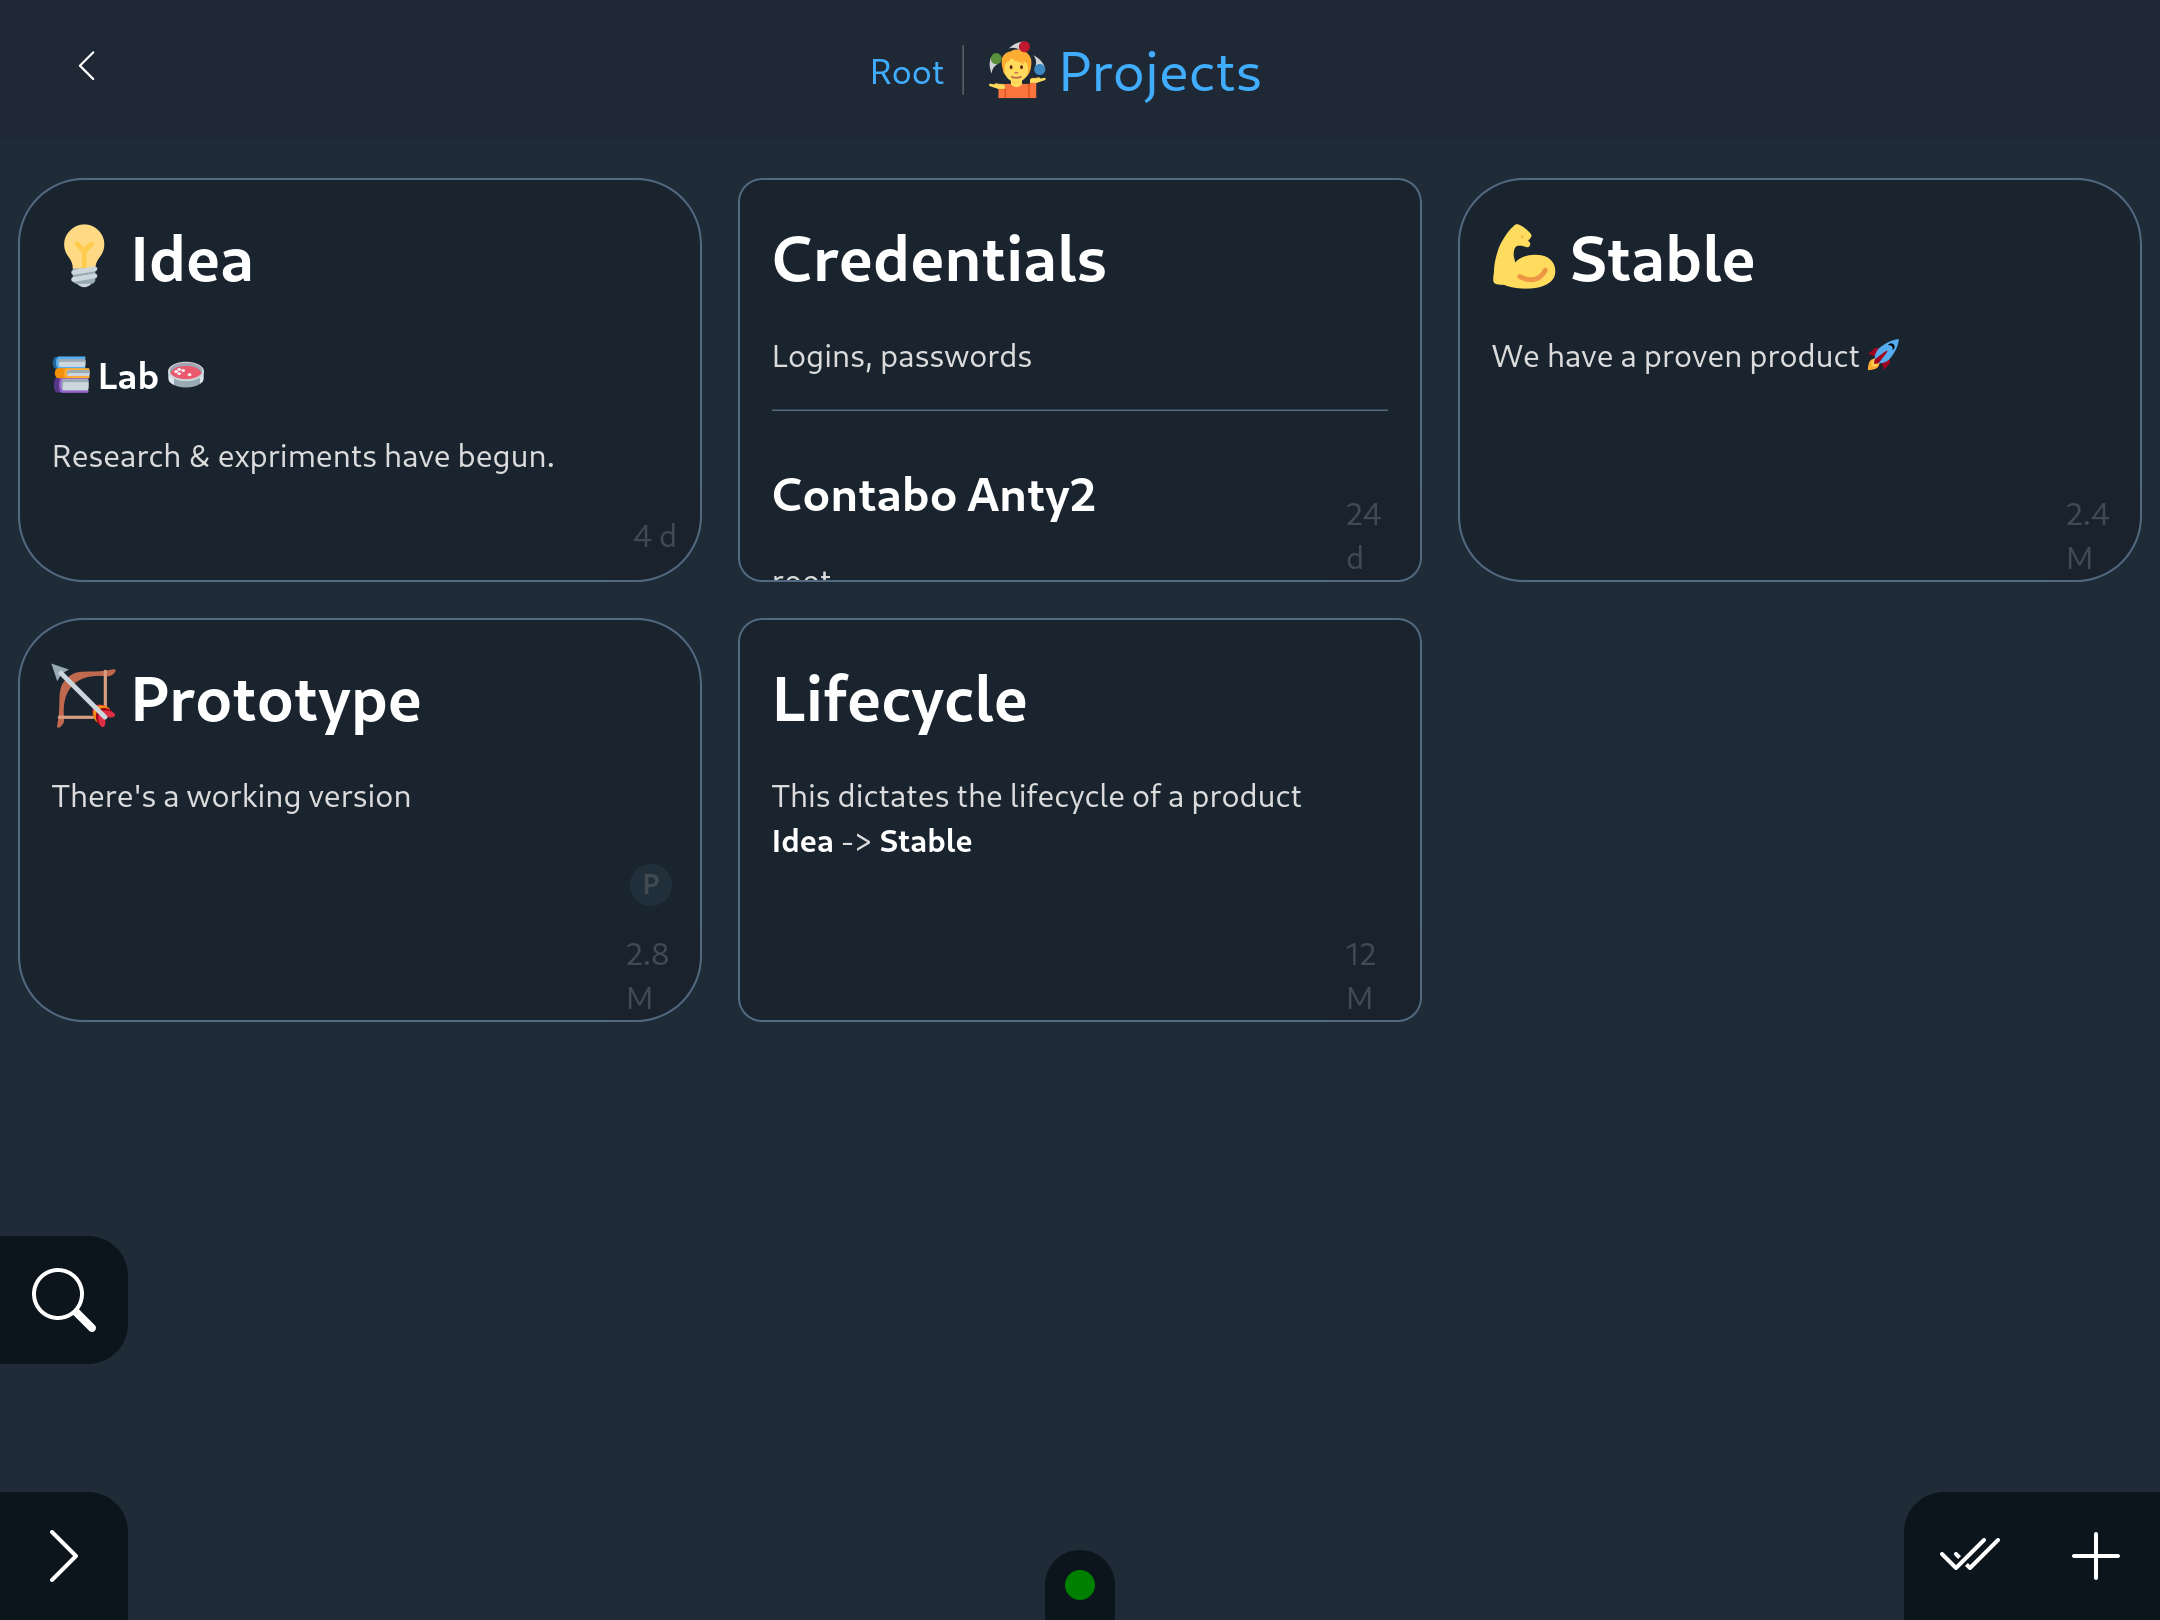 Root
Projects
Idea
Lab
Research & expriments have begun.
4 d
Credentials
Logins, passwords
Contabo Anty2
root
24
d
Stable
We have a proven product
2.4
M
Prototype
There's a working version
P
2.8
M
Lifecycle
This dictates the lifecycle of a product
Idea -> Stable
12
M